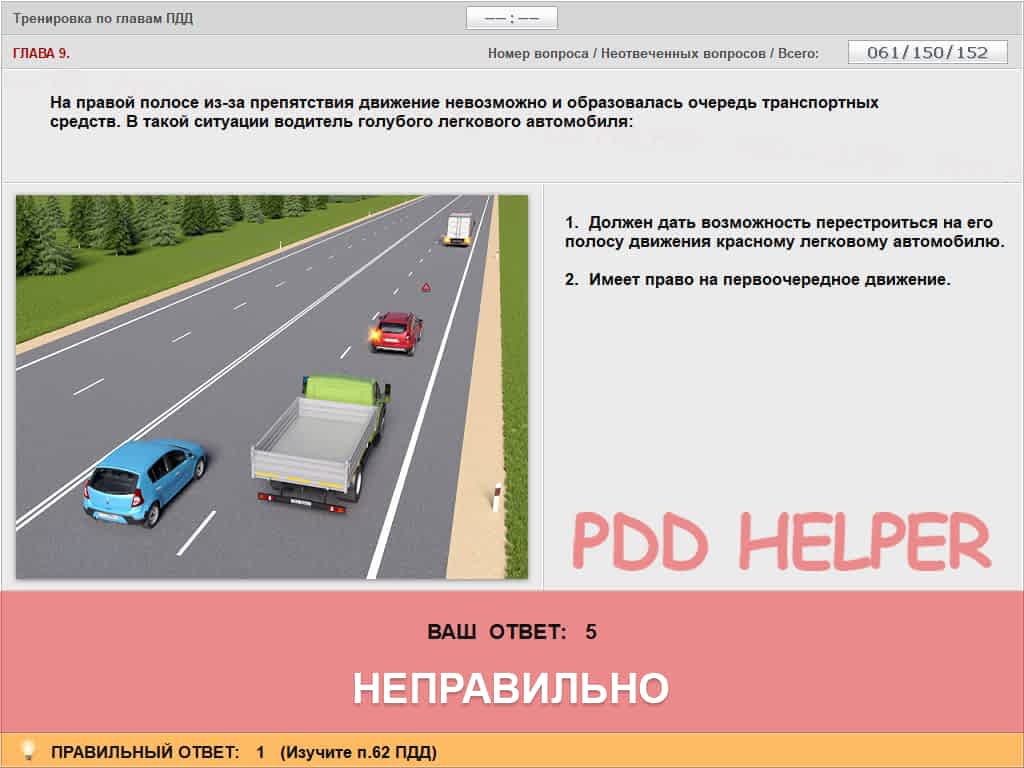 Тренировка по главам ПДД
—— : ——
ГЛАВА 9.
Номер вопроса / Неотвеченных вопросов / Всего:
061/150/152
На правой полосе из-за препятствия движение невозможно и образовалась очередь транспортных
средств. В такой ситуации водитель голубого легкового автомобиля:
1. Должен дать возможность перестроиться на его
полосу движения красному легковому автомобилю.
2. Имеет право на первоочередное движение.
PDD HELPER
ВАШ ОТВЕТ: 5
НЕПРАВИЛЬНО
ПРАВИЛЬНЫЙ ОТВЕТ: 1 (Изучите п.62 ПДД)